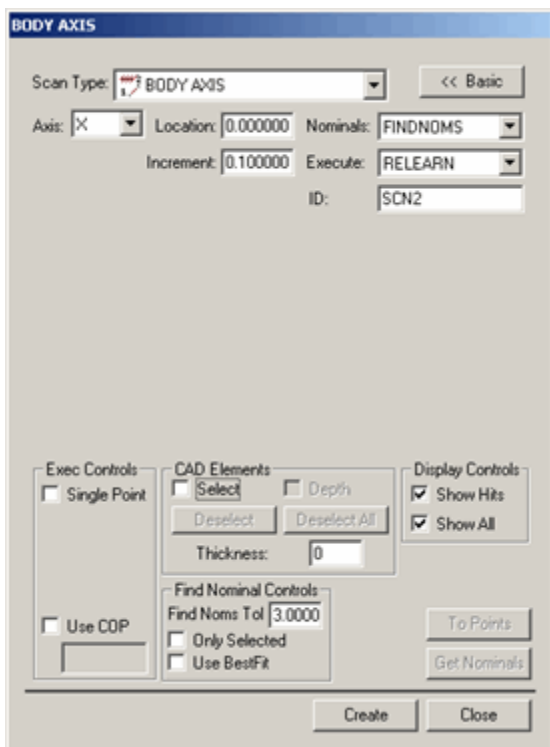 BODY AXIS
Scan Type: BODY AXIS << Basic
Axis: X Location: 0.000000 Nominals: FINDNOMS
Increment: 0.100000 Execute: RELEARN
ID: SCN2
Exec Controls CAD Elements Display Controls
Single Point Select Depth Show Hits
Deselect Deselect All Show All
Thickness: 0
Find Nominal Controls
Find Noms Tol 3.0000
Use COP Only Selected To Points
Use BestFit Get Nominals
Create Close